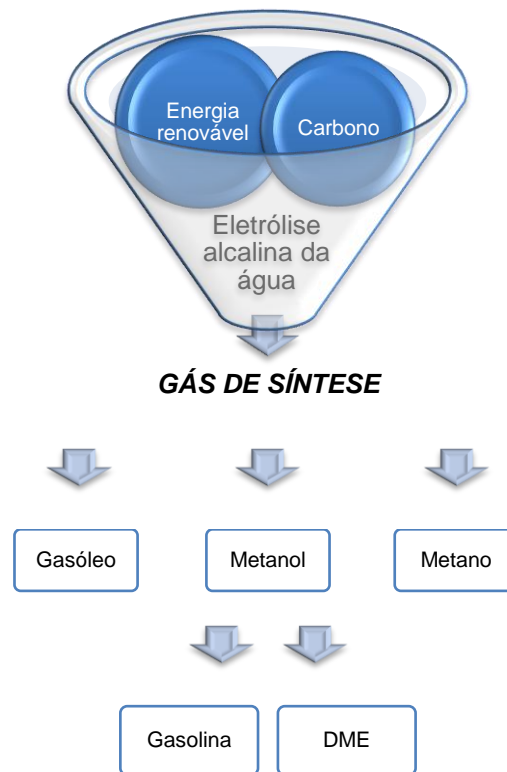 Energia
renovável
Carbono
Eletrólise
alcalina da
água
GÁS DE SÍNTESE
Gasóleo
Metanol
Metano
Gasolina
DME